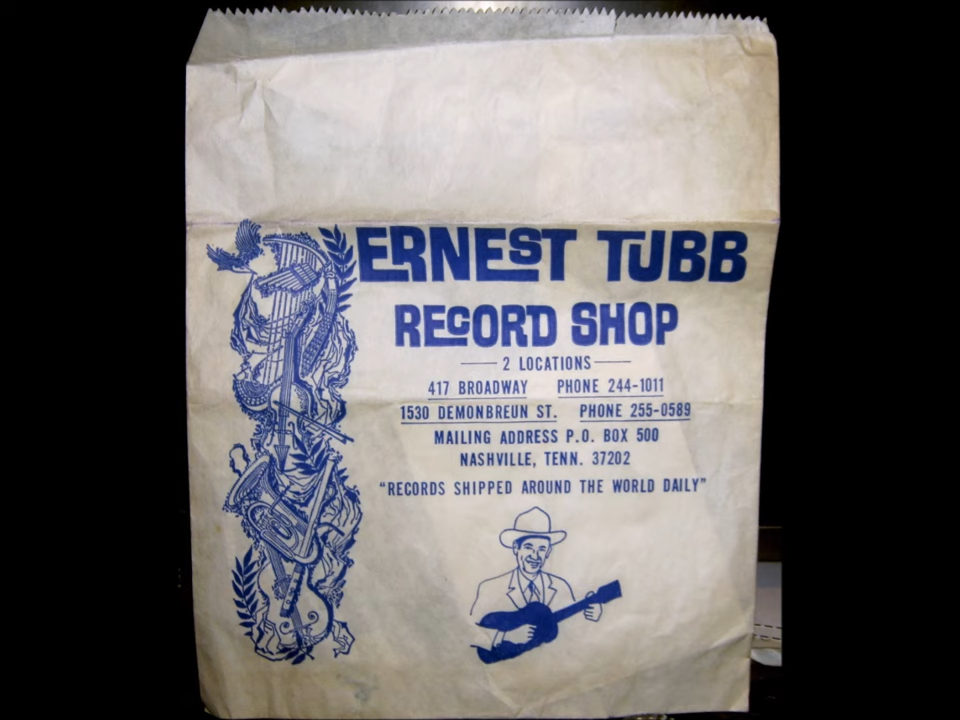 ERNEST TUBB
RECORD SHOP
2 LOCATIONS
417 BROADWAY PHONE 244-1011
1530 DEMONBREUN ST. PHONE 255-0589
MAILING ADDRESS P.O. BOX 500
NASHVILLE, TENN. 37202
"RECORDS SHIPPED AROUND THE WORLD DAILY"